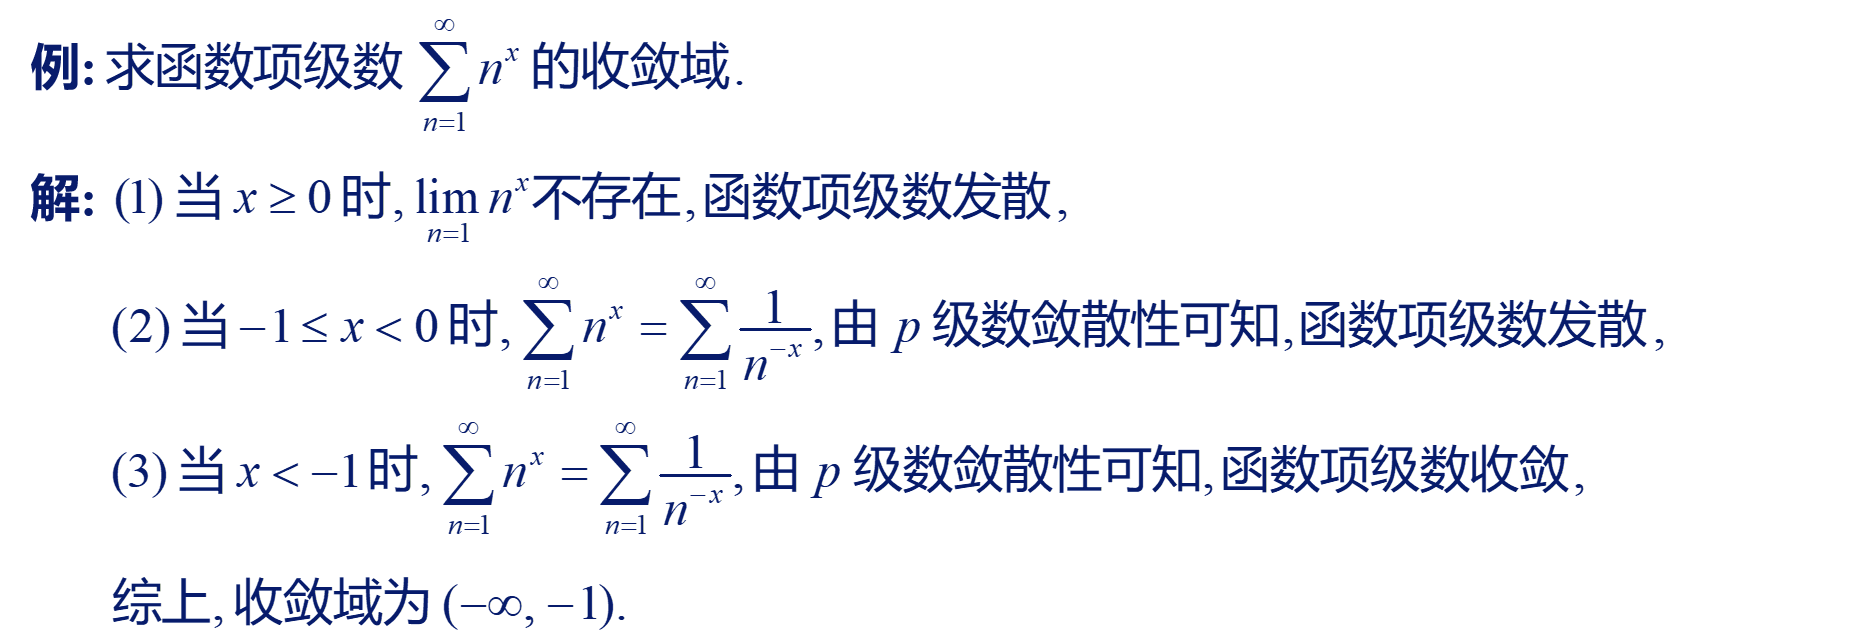 例: 求函数项级数 $\sum_{n=1}^{\infty} n^x$ 的收敛域.
解: (1) 当 $x \geq 0$ 时, $\lim_{n=1} n^x$ 不存在, 函数项级数发散,
(2) 当 $-1 \leq x < 0$ 时, $\sum_{n=1}^{\infty} n^x = \sum_{n=1}^{\infty} \frac{1}{n^{-x}}$, 由 $p$ 级数敛散性可知, 函数项级数发散,
(3) 当 $x < -1$ 时, $\sum_{n=1}^{\infty} n^x = \sum_{n=1}^{\infty} \frac{1}{n^{-x}}$, 由 $p$ 级数敛散性可知, 函数项级数收敛,
综上, 收敛域为 $(-\infty, -1)$.